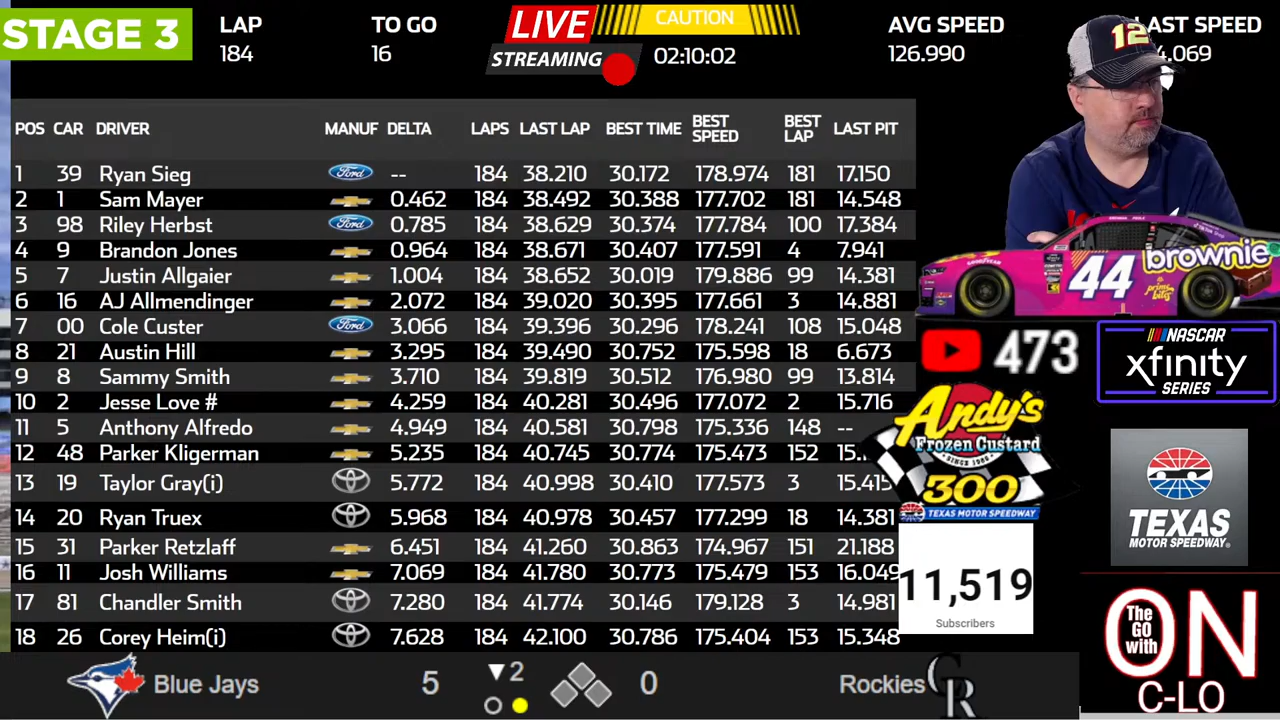 STAGE 3
LAP TO GO LIVE CAUTION AVG SPEED LAST SPEED
184 16 STREAMING 02:10:02 126.990 .069
12
POS CAR DRIVER MANUF DELTA LAPS LAST LAP BEST TIME BEST SPEED BEST LAP LAST PIT
1 39 Ryan Sieg Ford -- 184 38.210 30.172 178.974 181 17.150
2 1 Sam Mayer 0.462 184 38.492 30.388 177.702 181 14.548
3 98 Riley Herbst Ford 0.785 184 38.629 30.374 177.784 100 17.384
4 9 Brandon Jones 0.964 184 38.671 30.407 177.591 4 7.941
5 7 Justin Allgaier 1.004 184 38.652 30.019 179.886 99 14.381
6 16 AJ Allmendinger 2.072 184 39.020 30.395 177.661 3 14.881
7 00 Cole Custer Ford 3.066 184 39.396 30.296 178.241 108 15.048
8 21 Austin Hill 3.295 184 39.490 30.752 175.598 18 6.673
9 8 Sammy Smith 3.710 184 39.819 30.512 176.980 99 13.814
10 2 Jesse Love # 4.259 184 40.281 30.496 177.072 2 15.716
11 5 Anthony Alfredo 4.949 184 40.581 30.798 175.336 148 --
12 48 Parker Kligerman 5.235 184 40.745 30.774 175.473 152 15.
13 19 Taylor Gray(i) 5.772 184 40.998 30.410 177.573 3 15.415
14 20 Ryan Truex 5.968 184 40.978 30.457 177.299 18 14.381
15 31 Parker Retzlaff 6.451 184 41.260 30.863 174.967 151 21.188
16 11 Josh Williams 7.069 184 41.780 30.773 175.479 153 16.049
17 81 Chandler Smith 7.280 184 41.774 30.146 179.128 3 14.981
18 26 Corey Heim(i) 7.628 184 42.100 30.786 175.404 153 15.348
44 brownie
prime bits
473
NASCAR
xfinity
SERIES
Andy's
Frozen Custard
SINCE 1986
300
TEXAS MOTOR SPEEDWAY
TEXAS
MOTOR SPEEDWAY.
11,519
Subscribers
The GO with ON
C-LO
Blue Jays 5 ▼2 0 Rockies CR